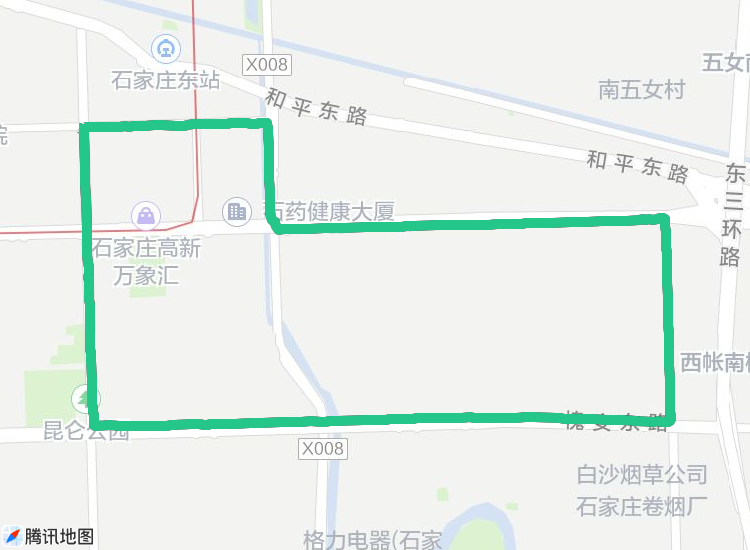 五女
X008
石家庄东站
南五女村
和平东路
院
和平东路
东三环路
石药健康大厦
石家庄高新
万象汇
西帐南
昆仑公园
槐安东路
X008
白沙烟草公司
石家庄卷烟厂
格力电器(石家
腾讯地图